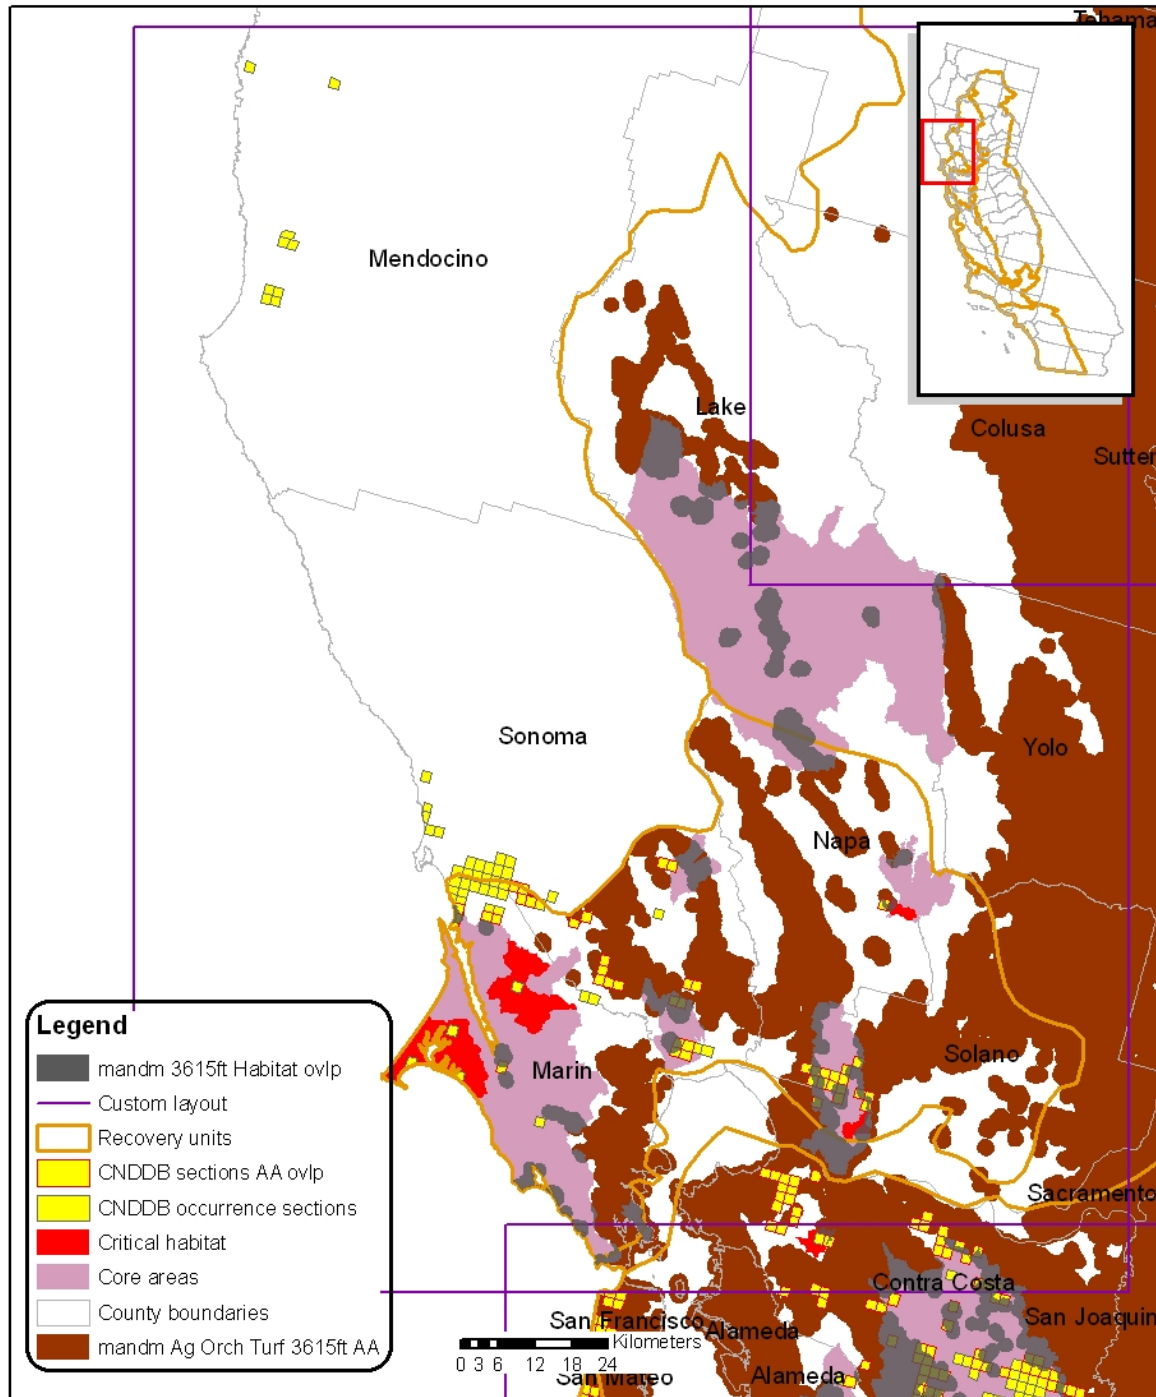 Tehama
Mendocino
Lake
Colusa
Sutter
Sonoma
Yolo
Napa
Legend
mandm 3615ft Habitat ovlp
Custom layout
Recovery units
CNDDB sections AA ovlp
CNDDB occurrence sections
Critical habitat
Core areas
County boundaries
mandm Ag Orch Turf 3615ft AA
Marin
Solano
Sacramento
Contra Costa
San Joaquin
San Francisco
Alameda
Kilometers
0 3 6 12 18 24
San Mateo
Alameda